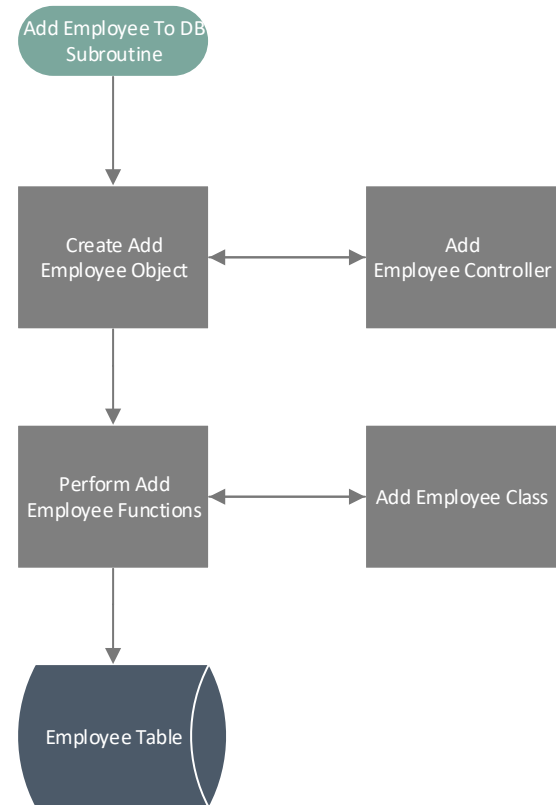 Add Employee To DB
Subroutine
Create Add
Employee Object
Add
Employee Controller
Perform Add
Employee Functions
Add Employee Class
Employee Table